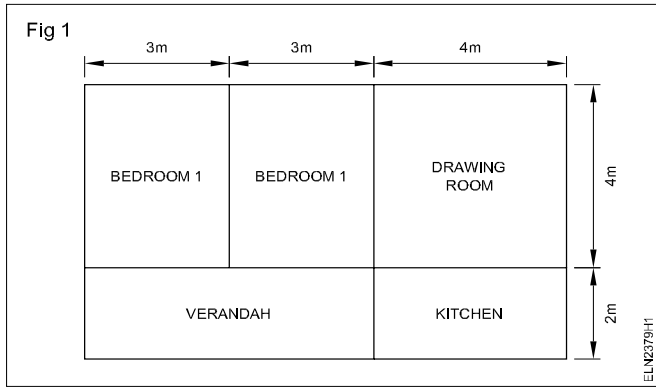 Fig 1
3m 3m 4m
BEDROOM 1 BEDROOM 1 DRAWING
ROOM
4m
VERANDAH KITCHEN
2m
ELN2379H1